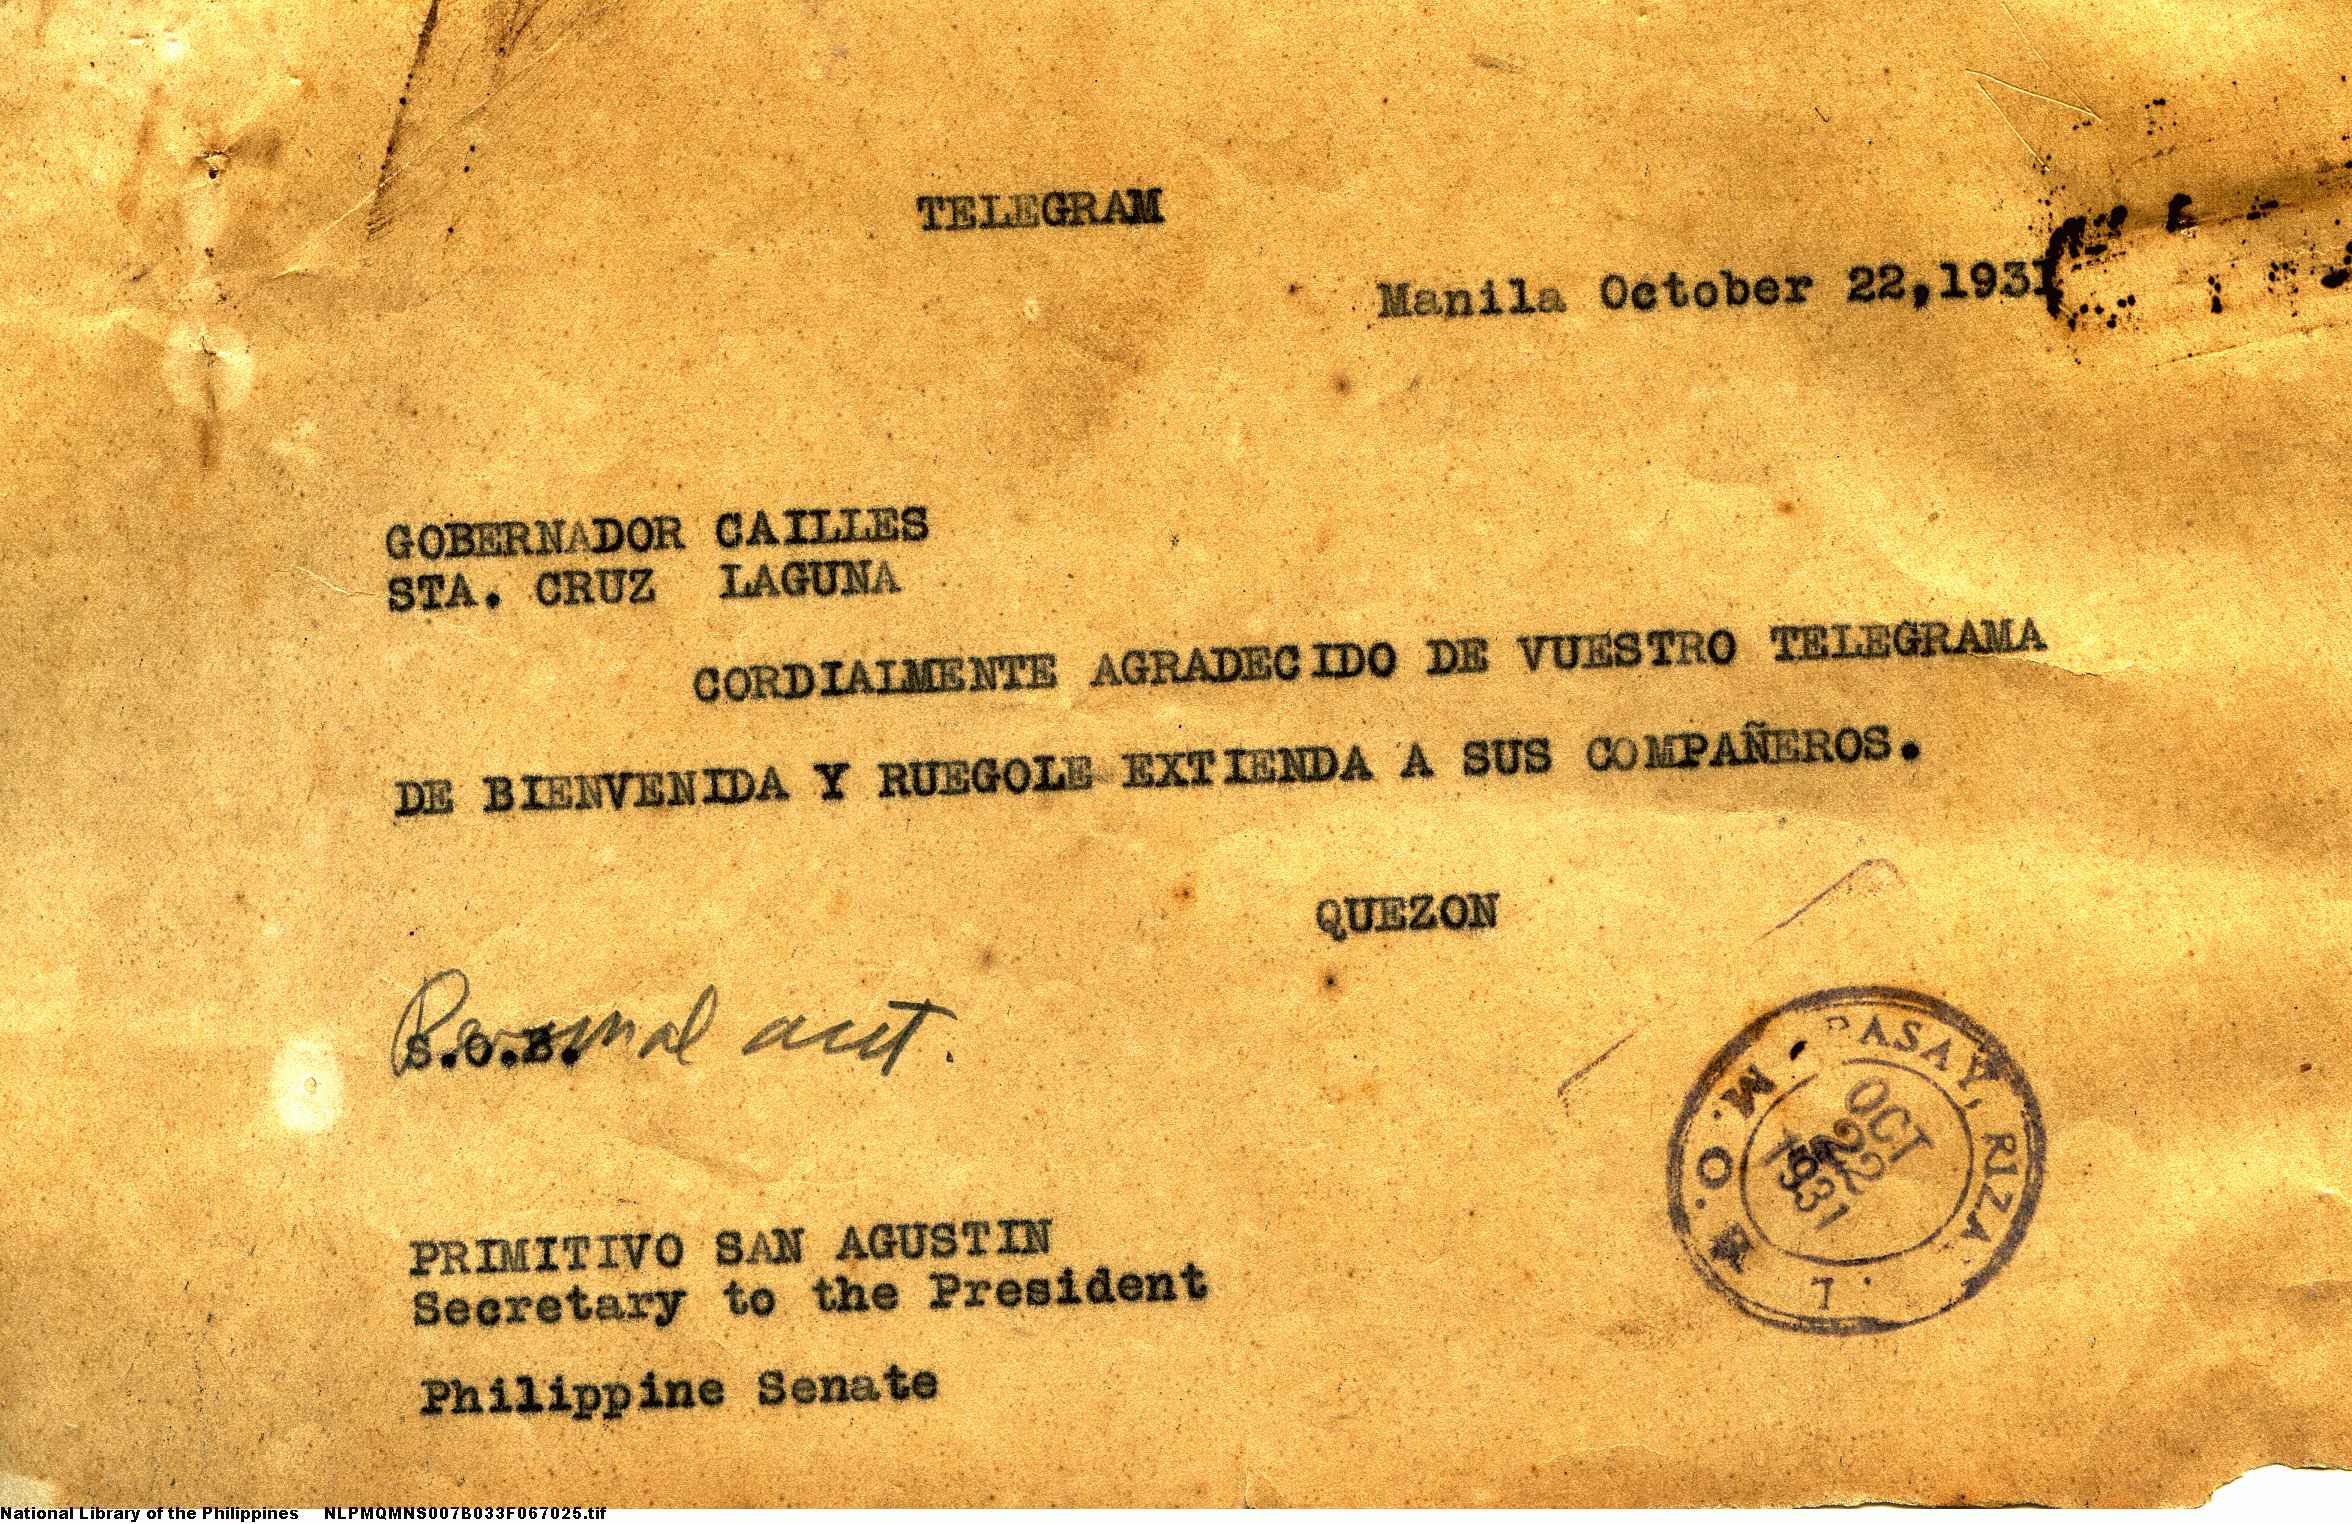 TELEGRAM
Manila October 22,1931
GOBERNADOR CAILLES
STA. CRUZ LAGUNA
CORDIALMENTE AGRADECIDO DE VUESTRO TELEGRAMA
DE BIENVENIDA Y RUEGOLE EXTIENDA A SUS COMPAÑEROS.
QUEZON
Personal acct.
S.O.B.
M.O.M. PASAY, RIZAL
OCT
22
1931
PRIMITIVO SAN AGUSTIN
Secretary to the President
Philippine Senate
National Library of the Philippines NLPMQMNS007B033F067025.tif